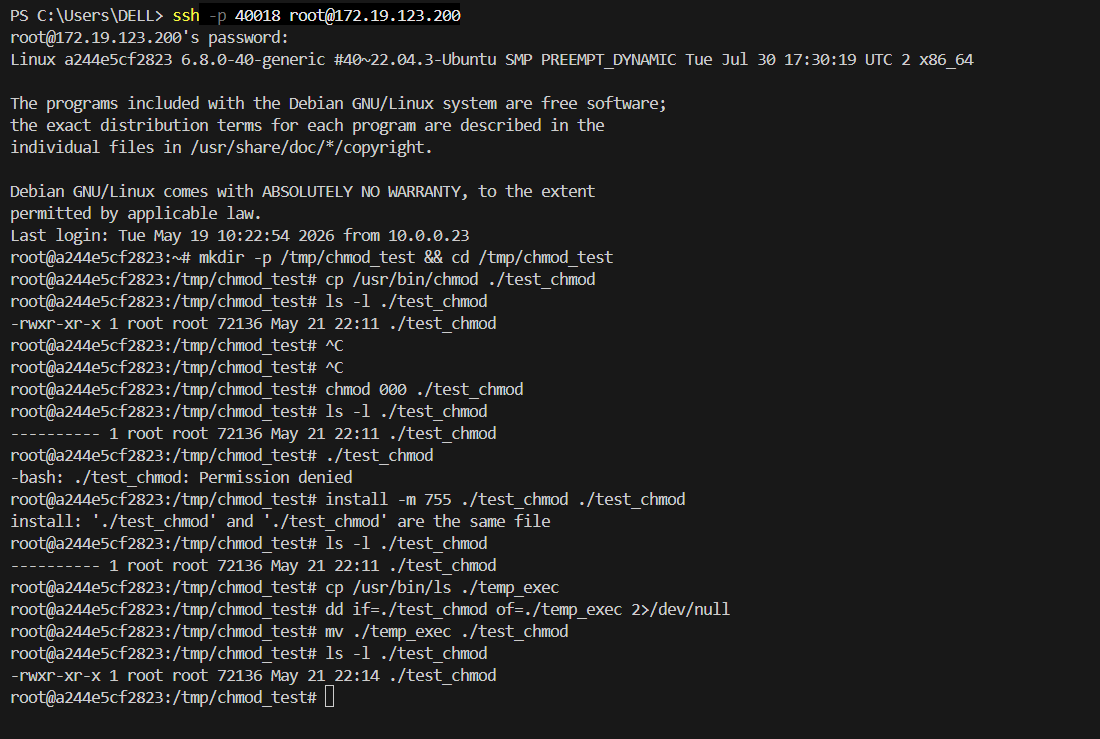 PS C:\Users\DELL> ssh -p 40018 root@172.19.123.200
root@172.19.123.200's password:
Linux a244e5cf2823 6.8.0-40-generic #40~22.04.3-Ubuntu SMP PREEMPT_DYNAMIC Tue Jul 30 17:30:19 UTC 2 x86_64
The programs included with the Debian GNU/Linux system are free software;
the exact distribution terms for each program are described in the
individual files in /usr/share/doc/*/copyright.
Debian GNU/Linux comes with ABSOLUTELY NO WARRANTY, to the extent
permitted by applicable law.
Last login: Tue May 19 10:22:54 2026 from 10.0.0.23
root@a244e5cf2823:~# mkdir -p /tmp/chmod_test && cd /tmp/chmod_test
root@a244e5cf2823:/tmp/chmod_test# cp /usr/bin/chmod ./test_chmod
root@a244e5cf2823:/tmp/chmod_test# ls -l ./test_chmod
-rwxr-xr-x 1 root root 72136 May 21 22:11 ./test_chmod
root@a244e5cf2823:/tmp/chmod_test# ^C
root@a244e5cf2823:/tmp/chmod_test# ^C
root@a244e5cf2823:/tmp/chmod_test# chmod 000 ./test_chmod
root@a244e5cf2823:/tmp/chmod_test# ls -l ./test_chmod
---------- 1 root root 72136 May 21 22:11 ./test_chmod
root@a244e5cf2823:/tmp/chmod_test# ./test_chmod
-bash: ./test_chmod: Permission denied
root@a244e5cf2823:/tmp/chmod_test# install -m 755 ./test_chmod ./test_chmod
install: './test_chmod' and './test_chmod' are the same file
root@a244e5cf2823:/tmp/chmod_test# ls -l ./test_chmod
---------- 1 root root 72136 May 21 22:11 ./test_chmod
root@a244e5cf2823:/tmp/chmod_test# cp /usr/bin/ls ./temp_exec
root@a244e5cf2823:/tmp/chmod_test# dd if=./test_chmod of=./temp_exec 2>/dev/null
root@a244e5cf2823:/tmp/chmod_test# mv ./temp_exec ./test_chmod
root@a244e5cf2823:/tmp/chmod_test# ls -l ./test_chmod
-rwxr-xr-x 1 root root 72136 May 21 22:14 ./test_chmod
root@a244e5cf2823:/tmp/chmod_test#